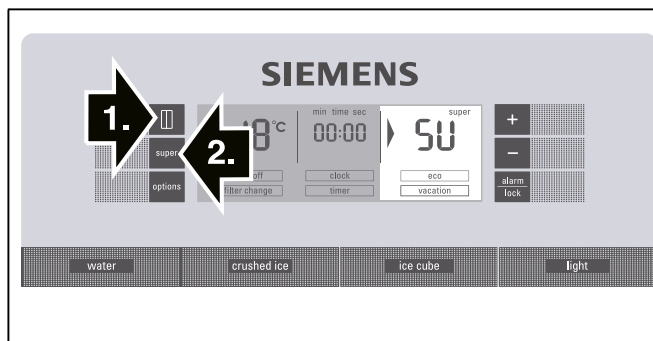 SIEMENS
1.
2.
super
options
18°C
off
filter change
min time sec
00:00
clock
timer
super
SU
eco
vacation
+
−
alarm
lock
water
crushed ice
ice cube
light